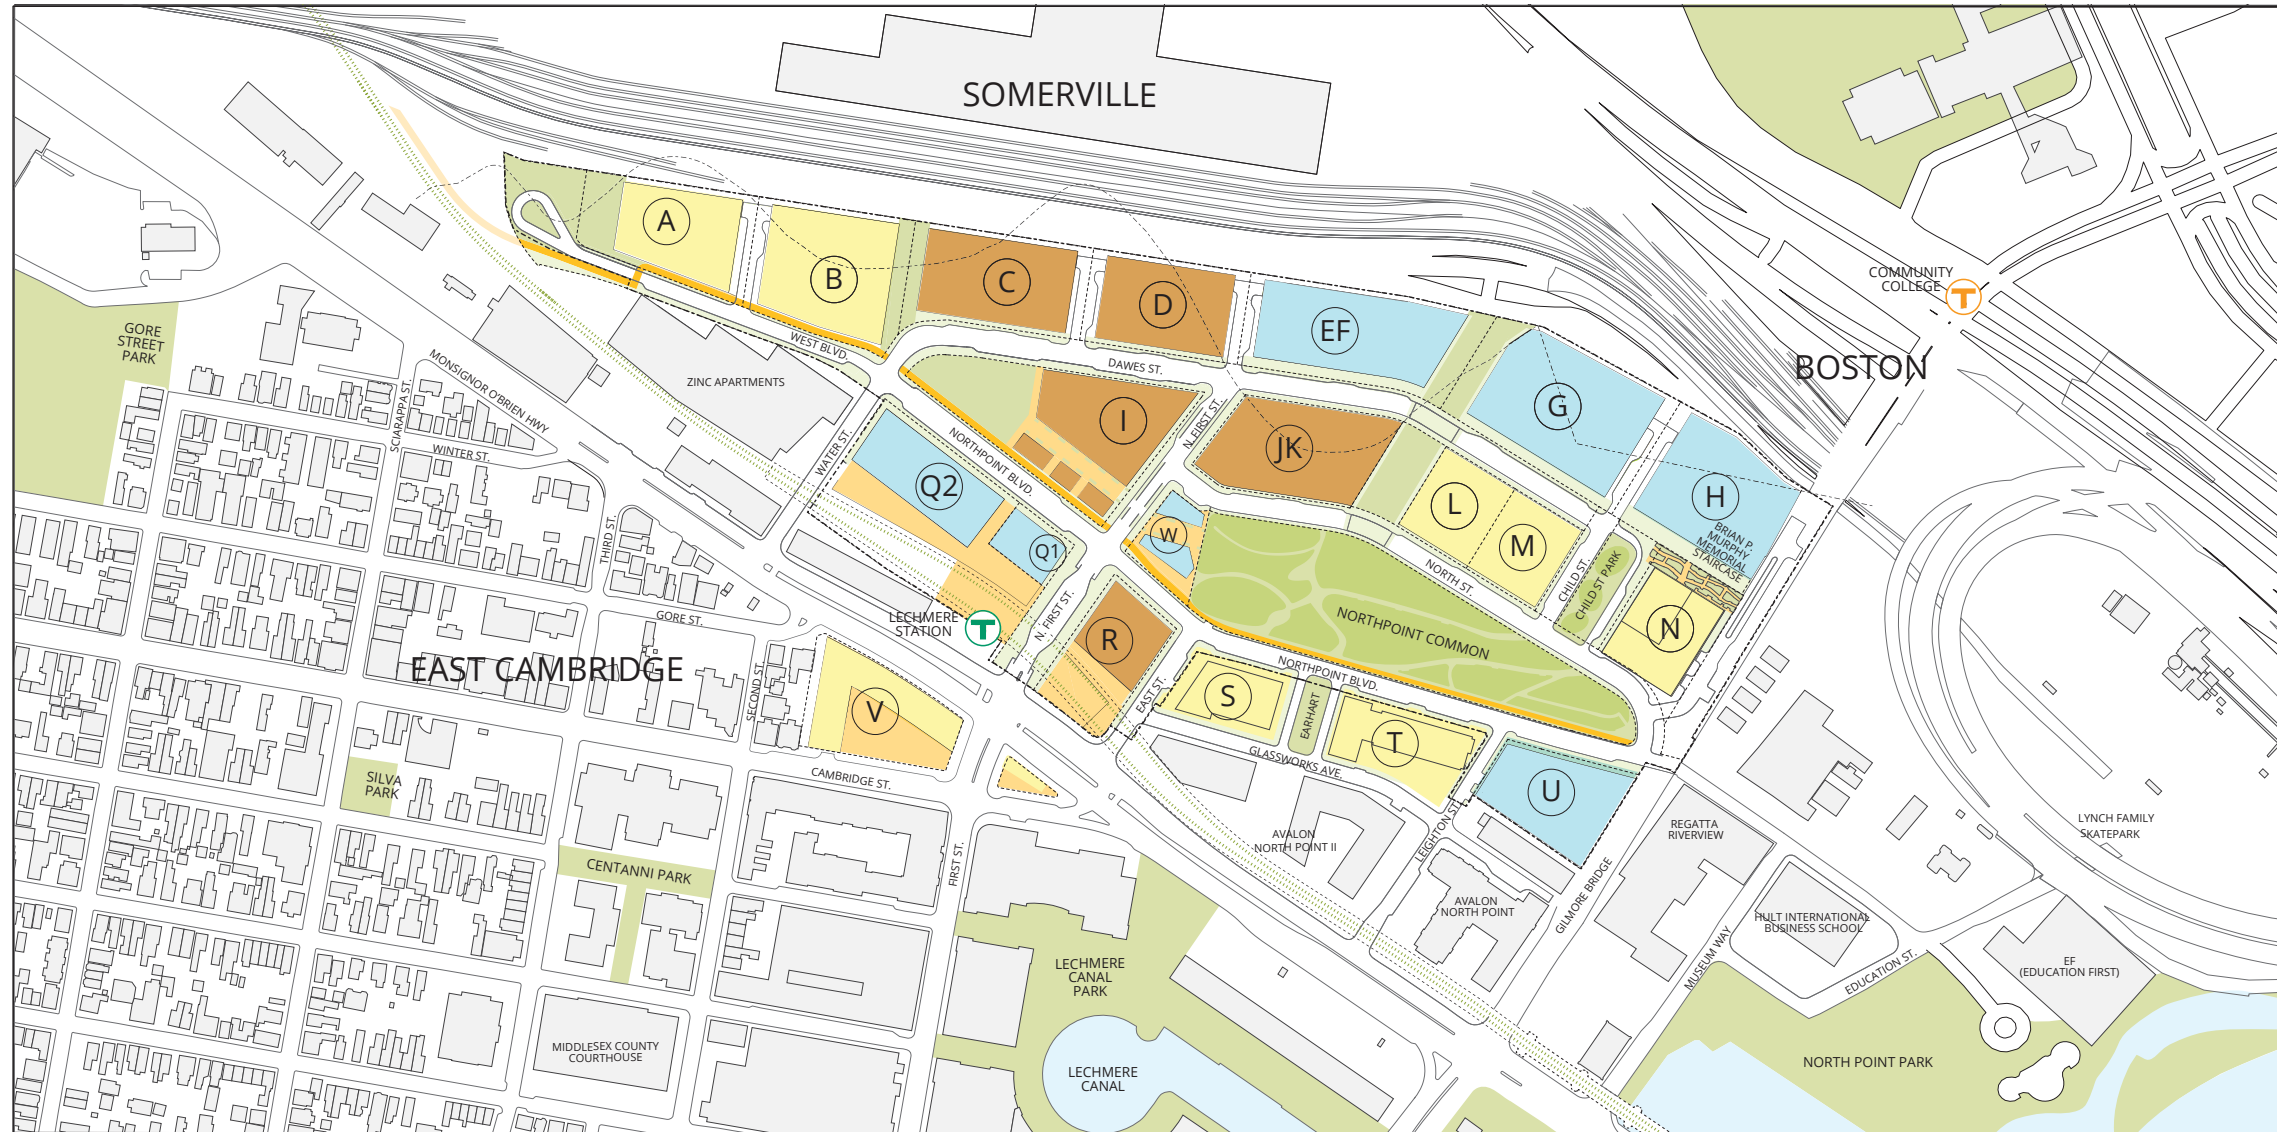 SOMERVILLE
A
B
C
D
EF
G
H
I
JK
L
M
N
Q2
Q1
W
R
S
T
U
V
COMMUNITY
COLLEGE
T
BOSTON
GORE
STREET
PARK
MONSIGNOR O'BRIEN HWY
SCIARAPPA ST.
WINTER ST.
THIRD ST.
GORE ST.
SECOND ST.
EAST CAMBRIDGE
ZINC APARTMENTS
WEST BLVD.
WATER ST.
DAWES ST.
NORTHPOINT BLVD.
N. FIRST ST.
N. FIRST ST.
LECHMERE
STATION
T
EAST ST.
NORTH ST.
CHILD ST.
CHILD ST PARK
BRIAN P.
MURPHY
MEMORIAL
STAIRCASE
NORTHPOINT COMMON
NORTHPOINT BLVD.
EARHART
GLASSWORKS AVE.
LEIGHTON ST.
CAMBRIDGE ST.
FIRST ST.
SILVA
PARK
CENTANNI PARK
MIDDLESEX COUNTY
COURTHOUSE
LECHMERE
CANAL
PARK
LECHMERE
CANAL
AVALON
NORTH POINT II
AVALON
NORTH POINT
GILMORE BRIDGE
REGATTA
RIVERVIEW
MUSEUM WAY
HULT INTERNATIONAL
BUSINESS SCHOOL
EDUCATION ST.
EF
(EDUCATION FIRST)
LYNCH FAMILY
SKATEPARK
NORTH POINT PARK